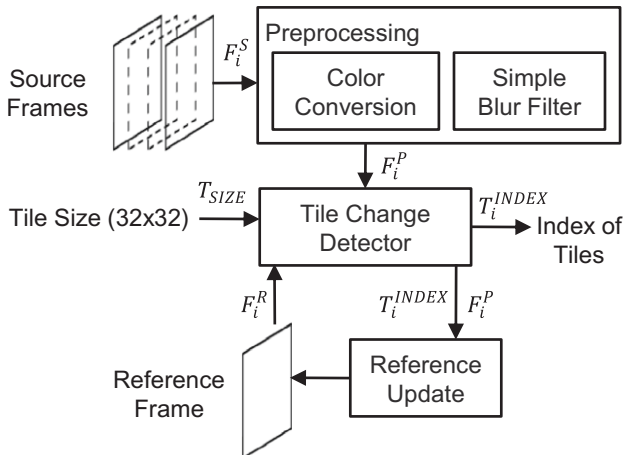 Preprocessing
Source
Frames
F_i^S
Color
Conversion
Simple
Blur Filter
F_i^P
Tile Size (32x32)
T_SIZE
Tile Change
Detector
T_i^INDEX
Index of
Tiles
F_i^R
T_i^INDEX
F_i^P
Reference
Frame
Reference
Update